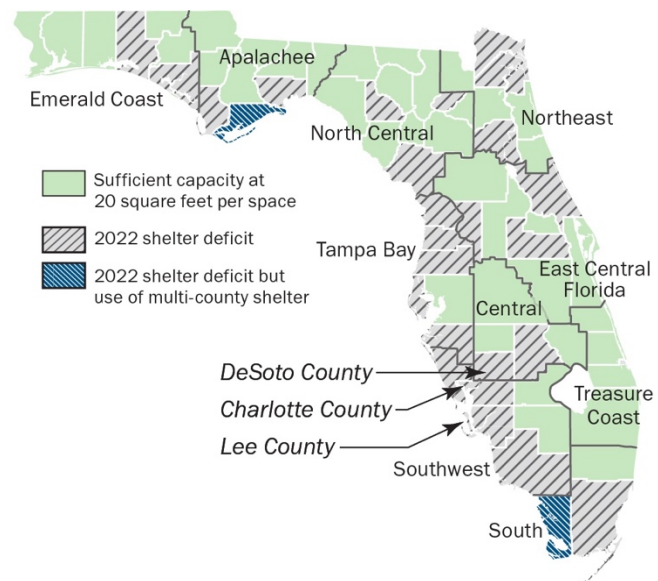 Apalachee
Emerald Coast
Northeast
North Central
Sufficient capacity at
20 square feet per space
2022 shelter deficit
2022 shelter deficit but
use of multi-county shelter
Tampa Bay
East Central
Florida
Central
DeSoto County
Charlotte County
Lee County
Treasure
Coast
Southwest
South